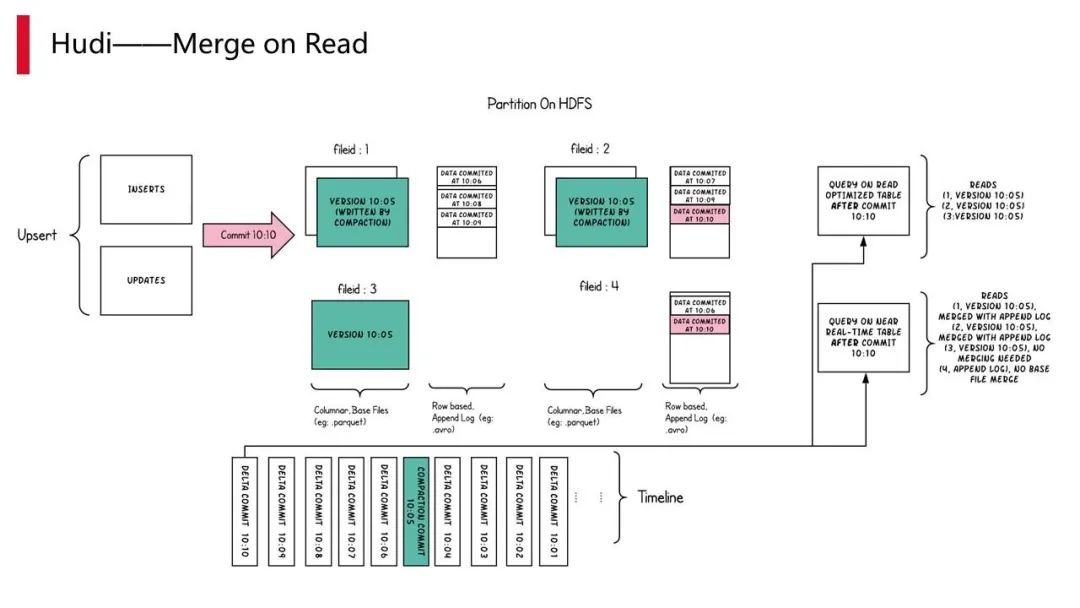 Hudi——Merge on Read
Partition On HDFS
Upsert
INSERTS
UPDATES
Commit 10:10
fileid : 1
VERSION 10:05
(WRITTEN BY
COMPACTION)
DATA COMMITED
AT 10:06
DATA COMMITED
AT 10:08
DATA COMMITED
AT 10:09
fileid : 2
VERSION 10:05
(WRITTEN BY
COMPACTION)
DATA COMMITED
AT 10:07
DATA COMMITED
AT 10:09
DATA COMMITED
AT 10:10
fileid : 3
VERSION 10:05
fileid : 4
DATA COMMITED
AT 10:06
DATA COMMITED
AT 10:10
Columnar,Base Files
(eg: .parquet)
Row based,
Append Log (eg:
.avro)
Columnar,Base Files
(eg: .parquet)
Row based,
Append Log (eg:
.avro)
QUERY ON READ
OPTIMIZED TABLE
AFTER COMMIT
10:10
READS
(1, VERSION 10:05)
(2, VERSION 10:05)
(3:VERSION 10:05)
QUERY ON NEAR
REAL-TIME TABLE
AFTER COMMIT
10:10
READS
(1, VERSION 10:05),
MERGED WITH APPEND LOG
(2, VERSION 10:05),
MERGED WITH APPEND LOG
(3, VERSION 10:05), NO
MERGING NEEDED
(4, APPEND LOG), NO BASE
FILE MERGE
DELTA COMMIT 10:10
DELTA COMMIT 10:09
DELTA COMMIT 10:08
DELTA COMMIT 10:07
DELTA COMMIT 10:06
COMPACTION COMMIT
10:05
DELTA COMMIT 10:04
DELTA COMMIT 10:03
DELTA COMMIT 10:02
DELTA COMMIT 10:01
Timeline